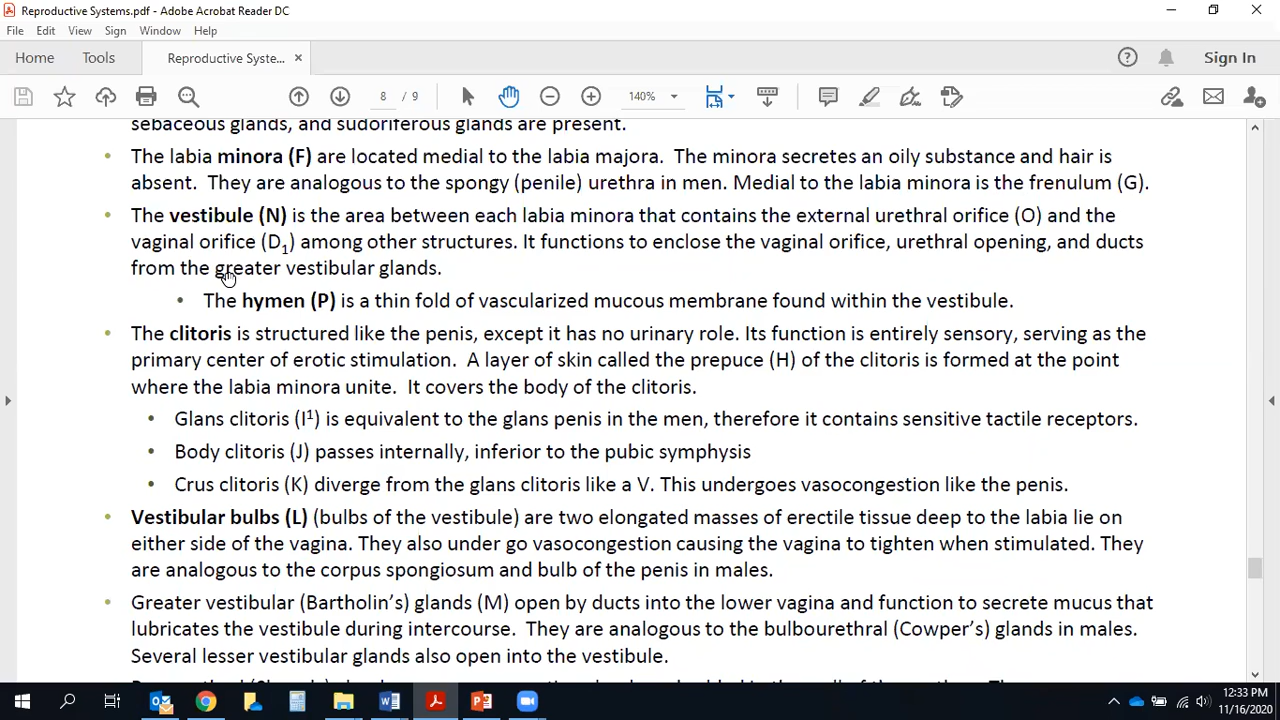 Reproductive Systems.pdf - Adobe Acrobat Reader DC
File Edit View Sign Window Help
Home Tools Reproductive Syste... ×
Sign In
8 / 9 140%
sebaceous glands, and sudoriferous glands are present.
• The labia minora (F) are located medial to the labia majora. The minora secretes an oily substance and hair is
absent. They are analogous to the spongy (penile) urethra in men. Medial to the labia minora is the frenulum (G).
• The vestibule (N) is the area between each labia minora that contains the external urethral orifice (O) and the
vaginal orifice (D₁) among other structures. It functions to enclose the vaginal orifice, urethral opening, and ducts
from the greater vestibular glands.
• The hymen (P) is a thin fold of vascularized mucous membrane found within the vestibule.
• The clitoris is structured like the penis, except it has no urinary role. Its function is entirely sensory, serving as the
primary center of erotic stimulation. A layer of skin called the prepuce (H) of the clitoris is formed at the point
where the labia minora unite. It covers the body of the clitoris.
• Glans clitoris (I¹) is equivalent to the glans penis in the men, therefore it contains sensitive tactile receptors.
• Body clitoris (J) passes internally, inferior to the pubic symphysis
• Crus clitoris (K) diverge from the glans clitoris like a V. This undergoes vasocongestion like the penis.
• Vestibular bulbs (L) (bulbs of the vestibule) are two elongated masses of erectile tissue deep to the labia lie on
either side of the vagina. They also under go vasocongestion causing the vagina to tighten when stimulated. They
are analogous to the corpus spongiosum and bulb of the penis in males.
• Greater vestibular (Bartholin's) glands (M) open by ducts into the lower vagina and function to secrete mucus that
lubricates the vestibule during intercourse. They are analogous to the bulbourethral (Cowper's) glands in males.
Several lesser vestibular glands also open into the vestibule.
12:33 PM
11/16/2020